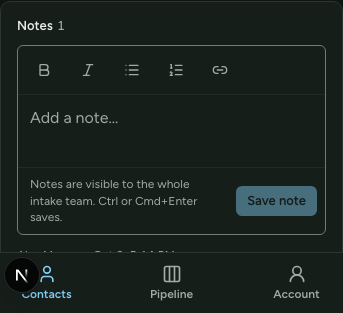 Notes 1
B I
Add a note...
Notes are visible to the whole
intake team. Ctrl or Cmd+Enter
saves.
Save note
N
Contacts
Pipeline
Account